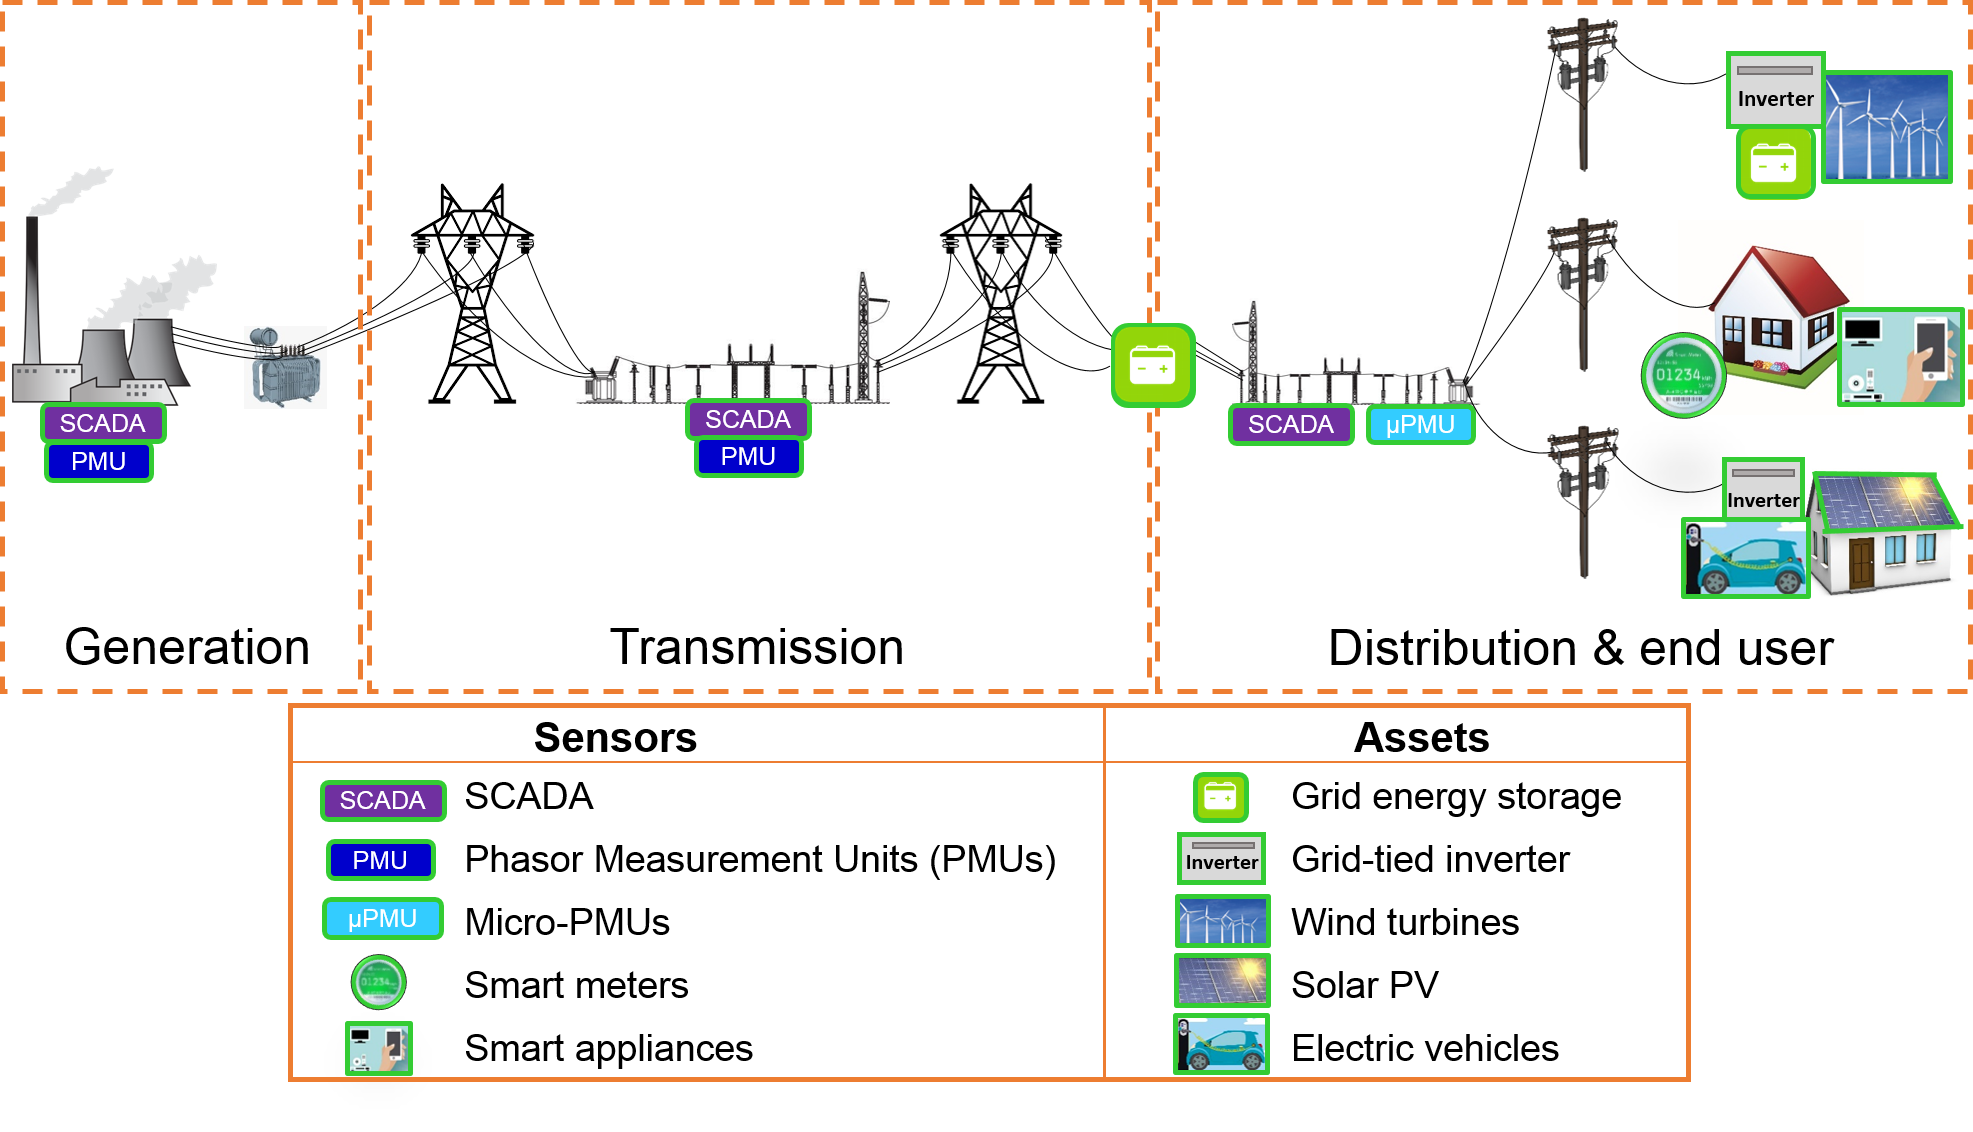 Inverter
SCADA
PMU
SCADA
PMU
SCADA
µPMU
01234
Inverter
Generation
Transmission
Distribution & end user
Sensors
Assets
SCADA
SCADA
Grid energy storage
PMU
Phasor Measurement Units (PMUs)
Inverter
Grid-tied inverter
µPMU
Micro-PMUs
Wind turbines
01234
Smart meters
Solar PV
Smart appliances
Electric vehicles